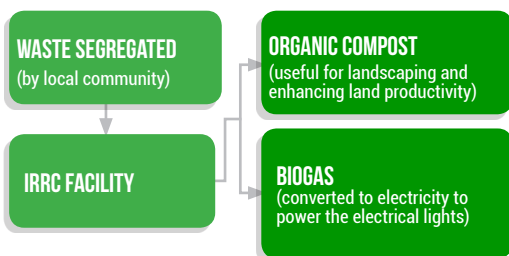 WASTE SEGREGATED
(by local community)
IRRC FACILITY
ORGANIC COMPOST
(useful for landscaping and
enhancing land productivity)
BIOGAS
(converted to electricity to
power the electrical lights)